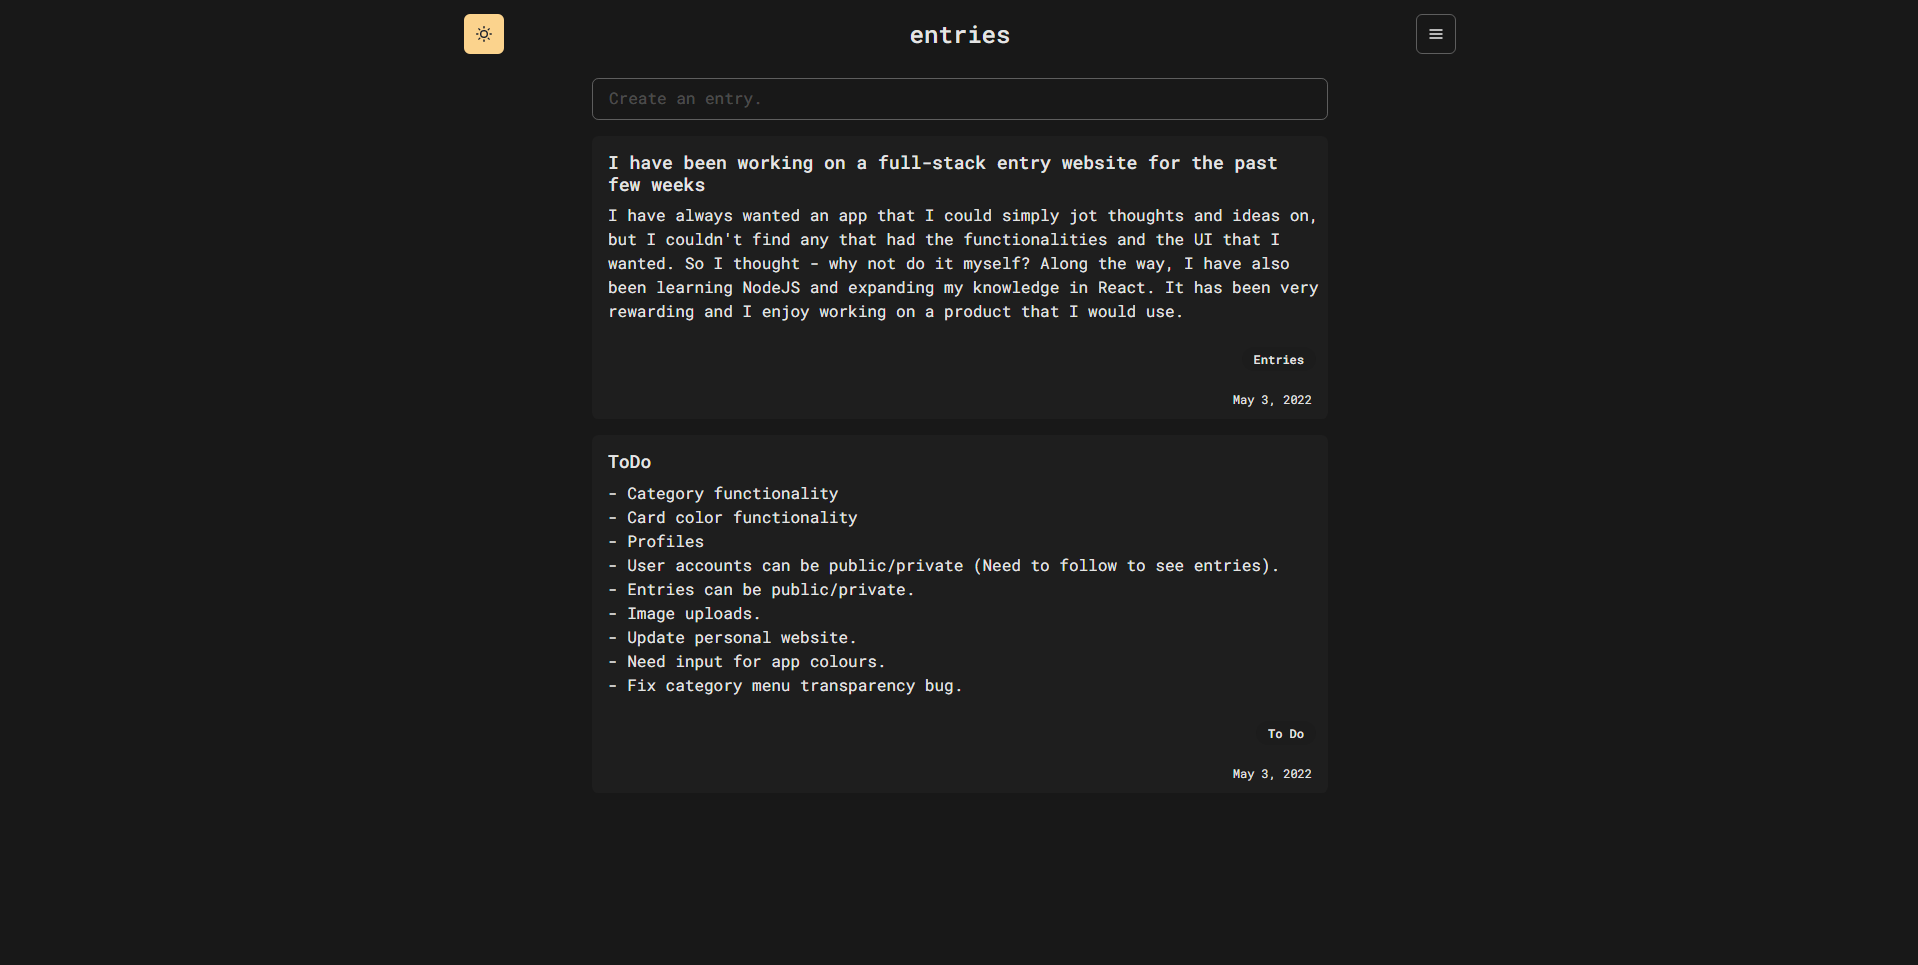 entries
Create an entry.
I have been working on a full-stack entry website for the past
few weeks
I have always wanted an app that I could simply jot thoughts and ideas on,
but I couldn't find any that had the functionalities and the UI that I
wanted. So I thought - why not do it myself? Along the way, I have also
been learning NodeJS and expanding my knowledge in React. It has been very
rewarding and I enjoy working on a product that I would use.
Entries
May 3, 2022
ToDo
- Category functionality
- Card color functionality
- Profiles
- User accounts can be public/private (Need to follow to see entries).
- Entries can be public/private.
- Image uploads.
- Update personal website.
- Need input for app colours.
- Fix category menu transparency bug.
To Do
May 3, 2022